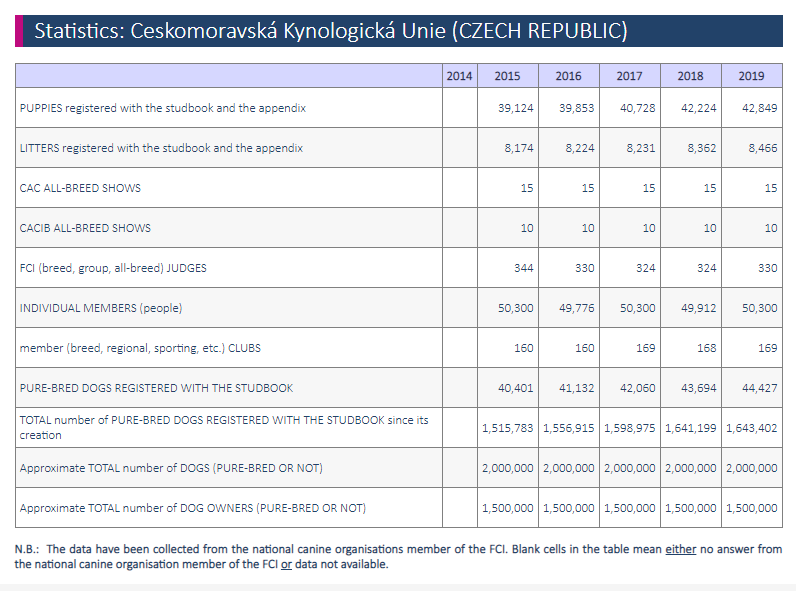 Statistics: Ceskomoravská Kynologická Unie (CZECH REPUBLIC)
2014 2015 2016 2017 2018 2019
PUPPIES registered with the studbook and the appendix 39,124 39,853 40,728 42,224 42,849
LITTERS registered with the studbook and the appendix 8,174 8,224 8,231 8,362 8,466
CAC ALL-BREED SHOWS 15 15 15 15 15
CACIB ALL-BREED SHOWS 10 10 10 10 10
FCI (breed, group, all-breed) JUDGES 344 330 324 324 330
INDIVIDUAL MEMBERS (people) 50,300 49,776 50,300 49,912 50,300
member (breed, regional, sporting, etc.) CLUBS 160 160 169 168 169
PURE-BRED DOGS REGISTERED WITH THE STUDBOOK 40,401 41,132 42,060 43,694 44,427
TOTAL number of PURE-BRED DOGS REGISTERED WITH THE STUDBOOK since its
creation 1,515,783 1,556,915 1,598,975 1,641,199 1,643,402
Approximate TOTAL number of DOGS (PURE-BRED OR NOT) 2,000,000 2,000,000 2,000,000 2,000,000 2,000,000
Approximate TOTAL number of DOG OWNERS (PURE-BRED OR NOT) 1,500,000 1,500,000 1,500,000 1,500,000 1,500,000
N.B.: The data have been collected from the national canine organisations member of the FCI. Blank cells in the table mean either no answer from
the national canine organisation member of the FCI or data not available.